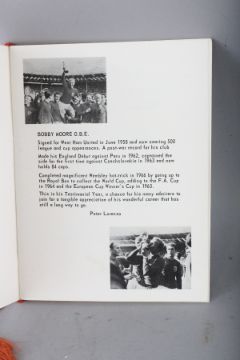 BOBBY MOORE O.B.E.
Signed for West Ham United in June 1958 and now nearing 500
league and cup appearances. A post-war record for his club
Made his England Debut against Peru in 1962, captained the
side for the first time against Czechoslovakia in 1963 and now
holds 84 caps.
Completed magnificent Wembley hat-trick in 1966 by going up to
the Royal Box to collect the World Cup, adding to the F.A. Cup
in 1964 and the European Cup Winner's Cup in 1965.
This is his Testimonial Year, a chance for his many admirers to
join for a tangible appreciation of his wonderful career that has
still a long way to go.
Peter Lorenzo